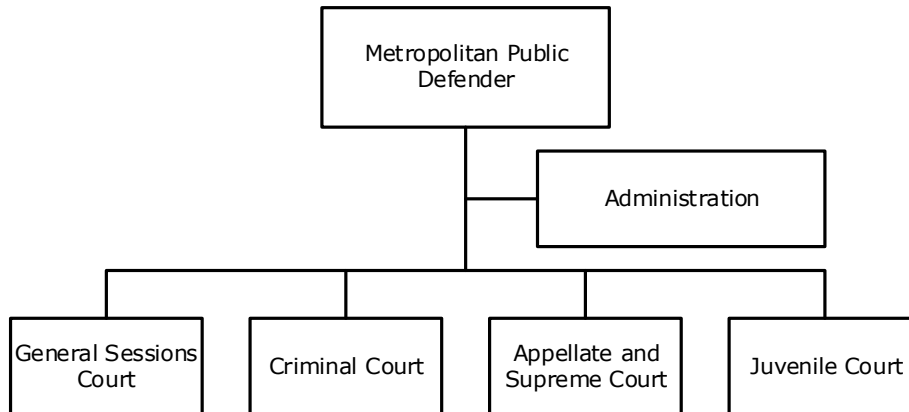 Metropolitan Public
Defender
Administration
General Sessions
Court
Criminal Court
Appellate and
Supreme Court
Juvenile Court